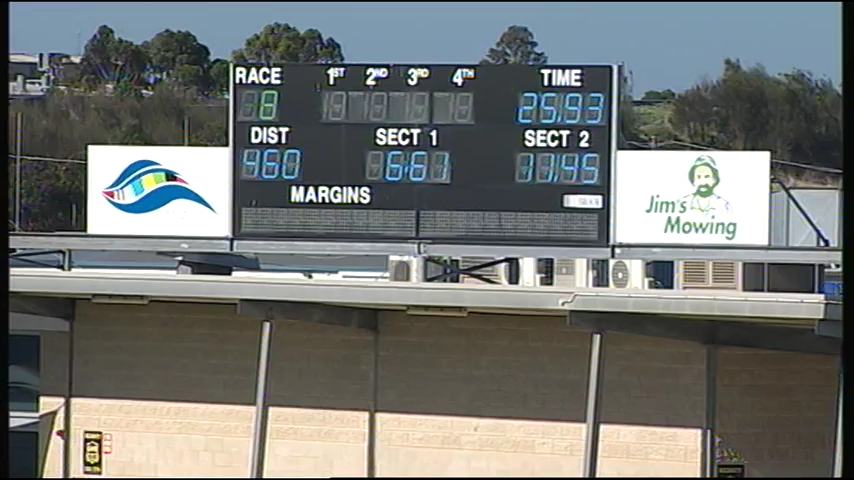 RACE 1ST 2ND 3RD 4TH TIME
8 25.93
DIST SECT 1 SECT 2
460 6.67 11.45
MARGINS
Jim's
Mowing